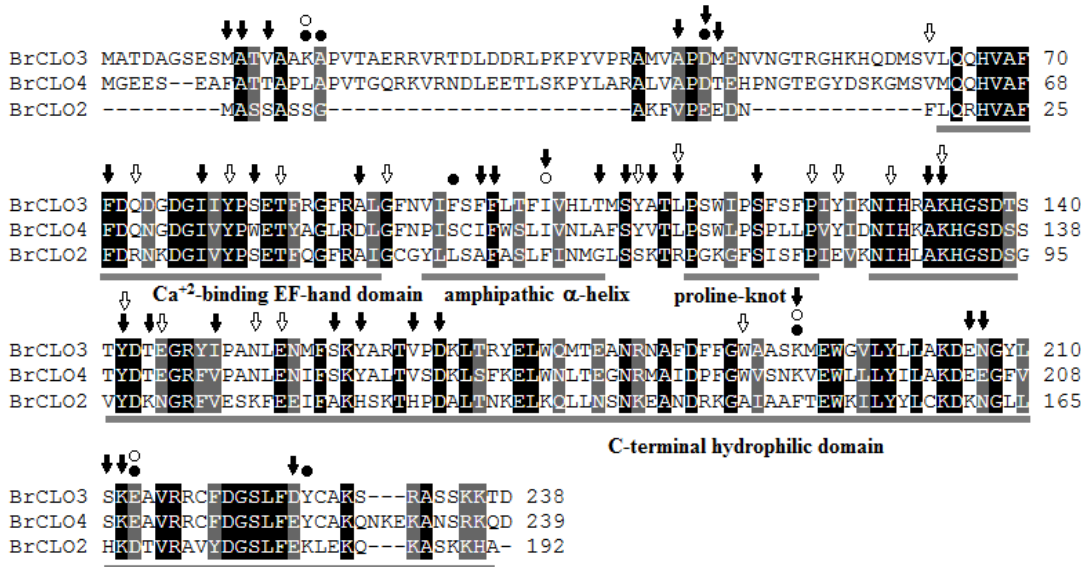 BrCLO3 MATDAGSESMATVAAKAPVTAERRVRTDLDDRLPKPYVPRAMVAPDMENVNGTRGHKHQDMSVLQQHVAF 70
BrCLO4 MGEES--EAFATTAPLAPVTGQRKVRNDLEETLSKPYLARALVAPDTEHPNGTEGYDSKGMSVMQQHVAF 68
BrCLO2 ---------MASSASSG-----------------------AKFVPEEDN-------------FLQRHVAF 25
BrCLO3 FDQDGDGIIYPSETFRGFRALGFNVIFSFFLTFIVHLTMSYATLPSWIPSFSFPIYIKNIHRAKHGSDTS 140
BrCLO4 FDQNGDGIVYPWETYAGLRDLGFNPISCIFWSLIVNLAFSYVTLPSWLPSPLLPVYIDNIHKAKHGSDSS 138
BrCLO2 FDRNKDGIVYPSETFQGFRAIGCGYLLSAFASLFINMGLSSKTRPGKGFSISFPIEVKNIHLAKHGSDSG 95
Ca+2-binding EF-hand domain amphipathic α-helix proline-knot
BrCLO3 TYDTEGRYIPANLENMFSKYARTVPDKLTRYELWQMTEANRNAFDFFGWAASKMEWGVLYLLAKDENGYL 210
BrCLO4 TYDTEGRFVPANLENIFSKYALTVSDKLSFKELWNLTEGNRMAIDPFGWVSNKVEWLLLYILAKDEEGFV 208
BrCLO2 VYDKNGRFVESKFEEIFAKHSKTHPDALTNKELKQLLNSNKEANDRKGAIAAFTEWKILYYLCKDKNGLL 165
C-terminal hydrophilic domain
BrCLO3 SKEAVRRCFDGSLFDYCAKS---RASSKKTD 238
BrCLO4 SKEAVRRCFDGSLFEYCAKQNKEKANSRKQD 239
BrCLO2 HKDTVRAVYDGSLFEKLEKQ---KASKKHA- 192